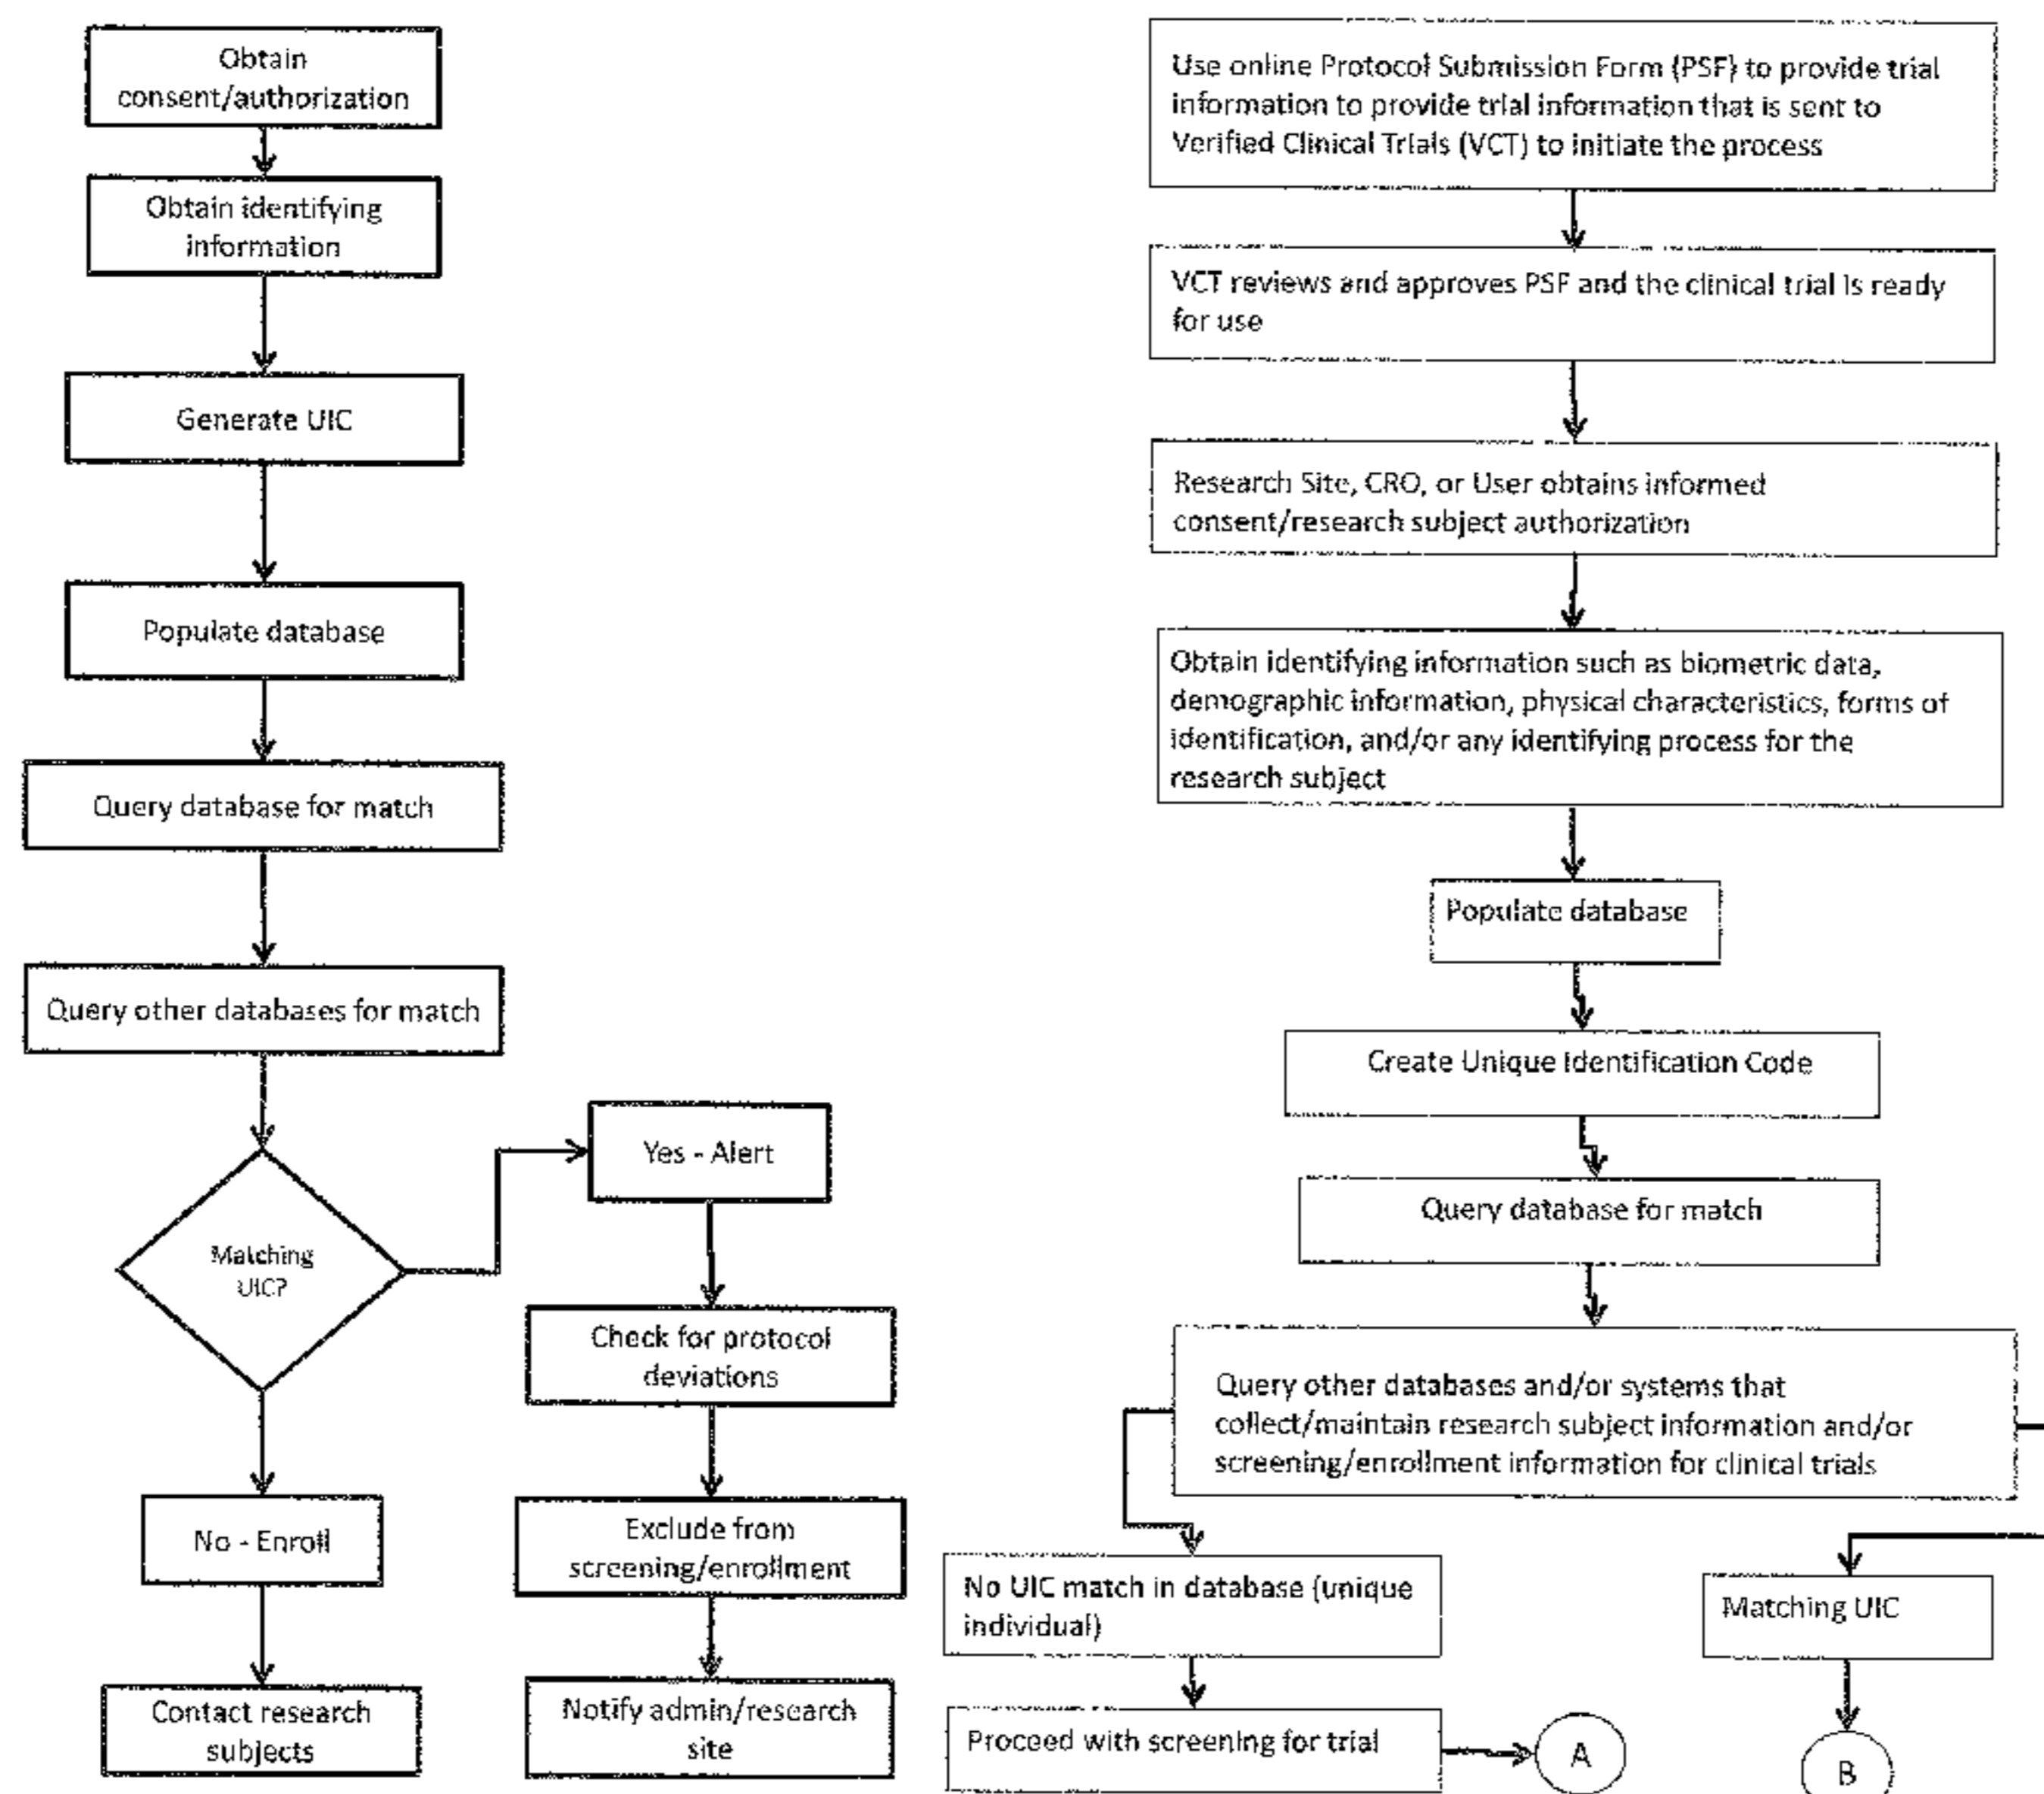 Obtain
consent/authorization
Obtain identifying
information
Generate UIC
Populate database
Query database for match
Query other databases for match
Matching
UIC?
Yes - Alert
Check for protocol
deviations
Exclude from
screening/enrollment
Notify admin/research
site
No - Enroll
Contact research
subjects
Use online Protocol Submission Form (PSF) to provide trial
information to provide trial information that is sent to
Verified Clinical Trials (VCT) to initiate the process
VCT reviews and approves PSF and the clinical trial is ready
for use
Research Site, CRO, or User obtains informed
consent/research subject authorization
Obtain identifying information such as biometric data,
demographic information, physical characteristics, forms of
identification, and/or any identifying process for the
research subject
Populate database
Create Unique Identification Code
Query database for match
Query other databases and/or systems that
collect/maintain research subject information and/or
screening/enrollment information for clinical trials
No UIC match in database (unique
individual)
Proceed with screening for trial
A
Matching UIC
B